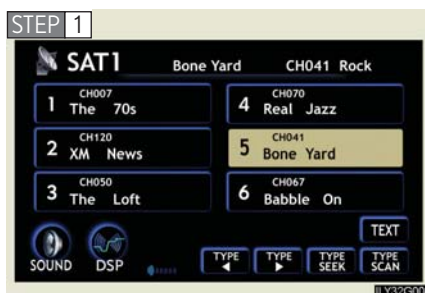 STEP 1
SAT1 Bone Yard CH041 Rock
CH007
1 The 70s
CH070
4 Real Jazz
CH120
2 XM News
CH041
5 Bone Yard
CH050
3 The Loft
CH067
6 Babble On
TEXT
SOUND DSP
TYPE
TYPE
TYPE SEEK
TYPE SCAN
ILY32G00